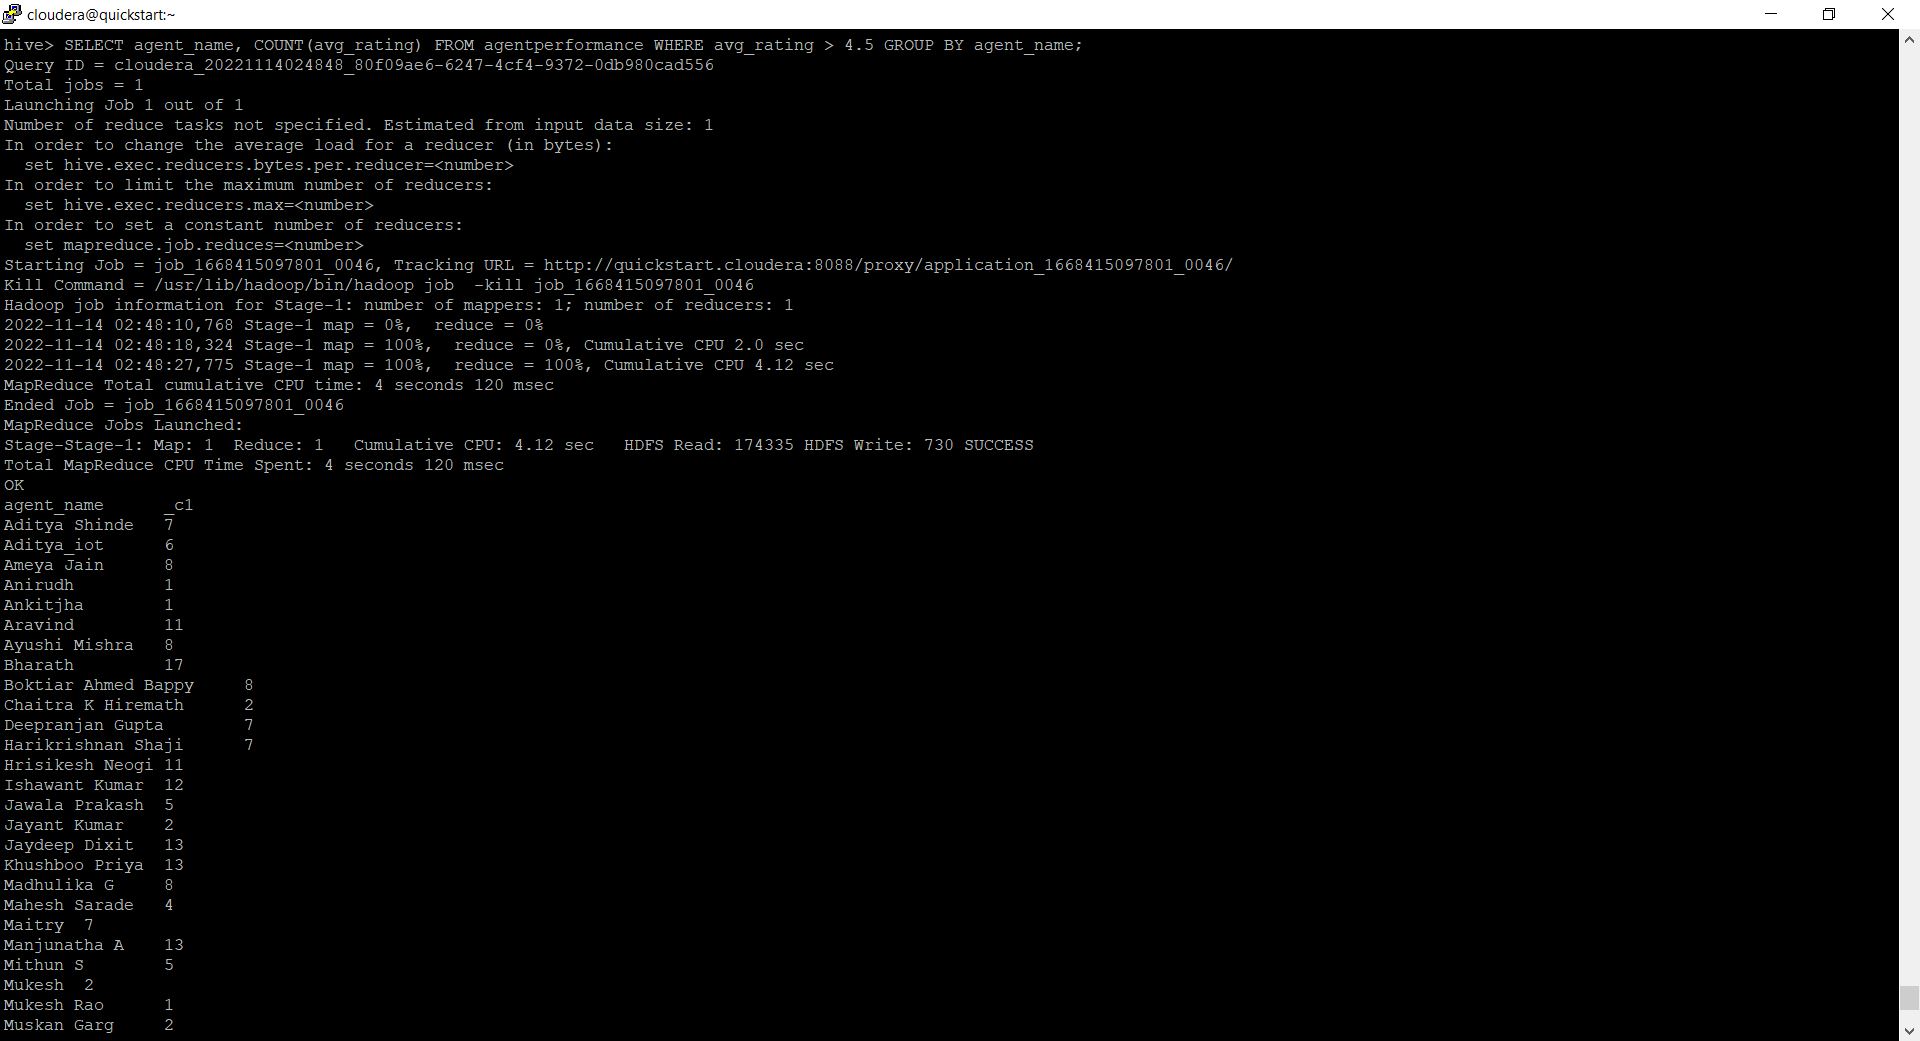 cloudera@quickstart:~
hive> SELECT agent_name, COUNT(avg_rating) FROM agentperformance WHERE avg_rating > 4.5 GROUP BY agent_name;
Query ID = cloudera_20221114024848_80f09ae6-6247-4cf4-9372-0db980cad556
Total jobs = 1
Launching Job 1 out of 1
Number of reduce tasks not specified. Estimated from input data size: 1
In order to change the average load for a reducer (in bytes):
  set hive.exec.reducers.bytes.per.reducer=<number>
In order to limit the maximum number of reducers:
  set hive.exec.reducers.max=<number>
In order to set a constant number of reducers:
  set mapreduce.job.reduces=<number>
Starting Job = job_1668415097801_0046, Tracking URL = http://quickstart.cloudera:8088/proxy/application_1668415097801_0046/
Kill Command = /usr/lib/hadoop/bin/hadoop job  -kill job_1668415097801_0046
Hadoop job information for Stage-1: number of mappers: 1; number of reducers: 1
2022-11-14 02:48:10,768 Stage-1 map = 0%,  reduce = 0%
2022-11-14 02:48:18,324 Stage-1 map = 100%,  reduce = 0%, Cumulative CPU 2.0 sec
2022-11-14 02:48:27,775 Stage-1 map = 100%,  reduce = 100%, Cumulative CPU 4.12 sec
MapReduce Total cumulative CPU time: 4 seconds 120 msec
Ended Job = job_1668415097801_0046
MapReduce Jobs Launched:
Stage-Stage-1: Map: 1  Reduce: 1   Cumulative CPU: 4.12 sec   HDFS Read: 174335 HDFS Write: 730 SUCCESS
Total MapReduce CPU Time Spent: 4 seconds 120 msec
OK
agent_name      _c1
Aditya Shinde   7
Aditya_iot      6
Ameya Jain      8
Anirudh         1
Ankitjha        1
Aravind         11
Ayushi Mishra   8
Bharath         17
Boktiar Ahmed Bappy     8
Chaitra K Hiremath      2
Deepranjan Gupta        7
Harikrishnan Shaji      7
Hrisikesh Neogi 11
Ishawant Kumar  12
Jawala Prakash  5
Jayant Kumar    2
Jaydeep Dixit   13
Khushboo Priya  13
Madhulika G     8
Mahesh Sarade   4
Maitry  7
Manjunatha A    13
Mithun S        5
Mukesh  2
Mukesh Rao      1
Muskan Garg     2